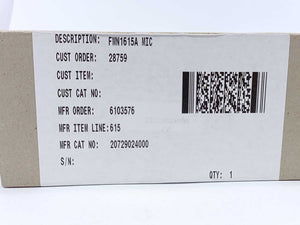 DESCRIPTION: FMN1615A MIC
CUST ORDER: 28759
CUST ITEM:
CUST CAT NO:
MFR ORDER: 6103576
MFR ITEM LINE: 615
MFR CAT NO: 20729024000
S/N:
QTY: 1